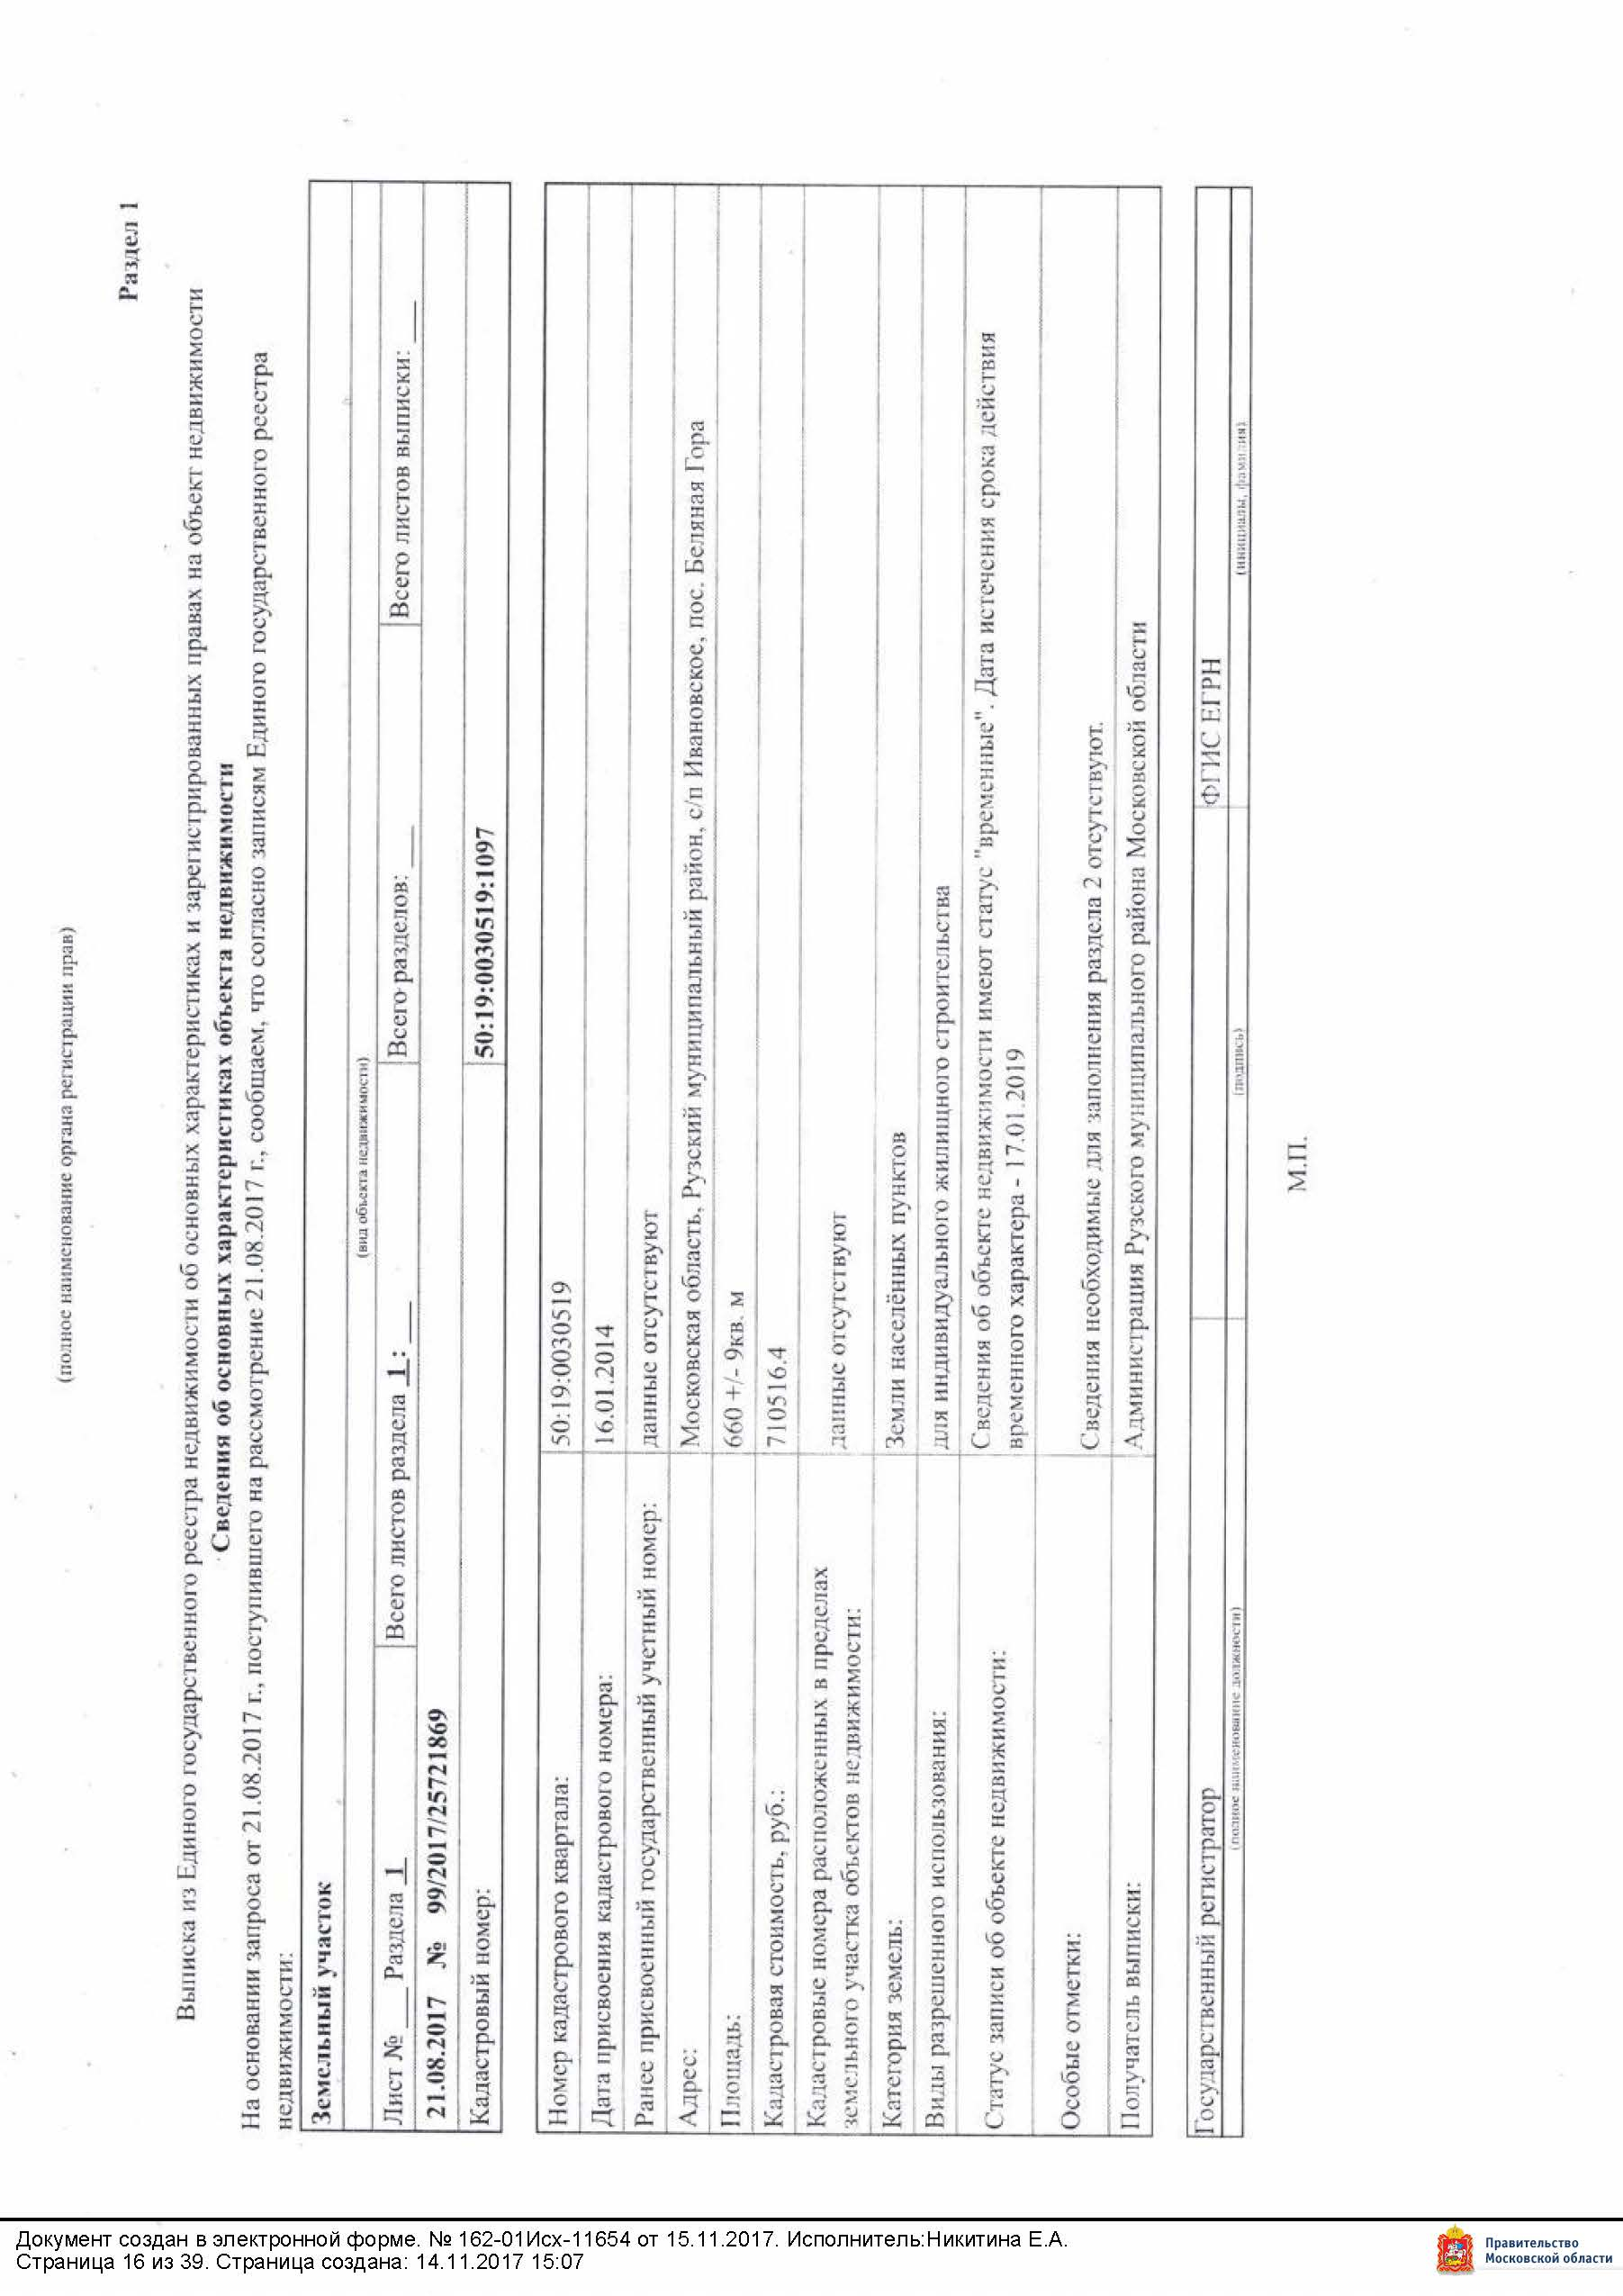 (полное наименование органа регистрации прав)
Раздел 1
Выписка из Единого государственного реестра недвижимости об основных характеристиках и зарегистрированных правах на объект недвижимости
Сведения об основных характеристиках объекта недвижимости
На основании запроса от 21.08.2017 г., поступившего на рассмотрение 21.08.2017 г., сообщаем, что согласно записям Единого государственного реестра
недвижимости:
Земельный участок
(вид объекта недвижимости)
Лист № ___ Раздела 1 Всего листов раздела 1 : ___ Всего разделов: ___ Всего листов выписки: ___
21.08.2017 № 99/2017/25721869
Кадастровый номер: 50:19:0030519:1097
Номер кадастрового квартала: 50:19:0030519
Дата присвоения кадастрового номера: 16.01.2014
Ранее присвоенный государственный учетный номер: данные отсутствуют
Адрес: Московская область, Рузский муниципальный район, с/п Ивановское, пос. Беляная Гора
Площадь: 660 +/- 9кв. м
Кадастровая стоимость, руб.: 710516.4
Кадастровые номера расположенных в пределах
земельного участка объектов недвижимости: данные отсутствуют
Категория земель: Земли населённых пунктов
Виды разрешенного использования: для индивидуального жилищного строительства
Статус записи об объекте недвижимости: Сведения об объекте недвижимости имеют статус "временные". Дата истечения срока действия
временного характера - 17.01.2019
Особые отметки: Сведения необходимые для заполнения раздела 2 отсутствуют.
Получатель выписки: Администрация Рузского муниципального района Московской области
Государственный регистратор ФГИС ЕГРН
(полное наименование должности) (подпись) (инициалы, фамилия)
М.П.
Документ создан в электронной форме. № 162-01Исх-11654 от 15.11.2017. Исполнитель:Никитина Е.А.
Страница 16 из 39. Страница создана: 14.11.2017 15:07
Правительство
Московской области